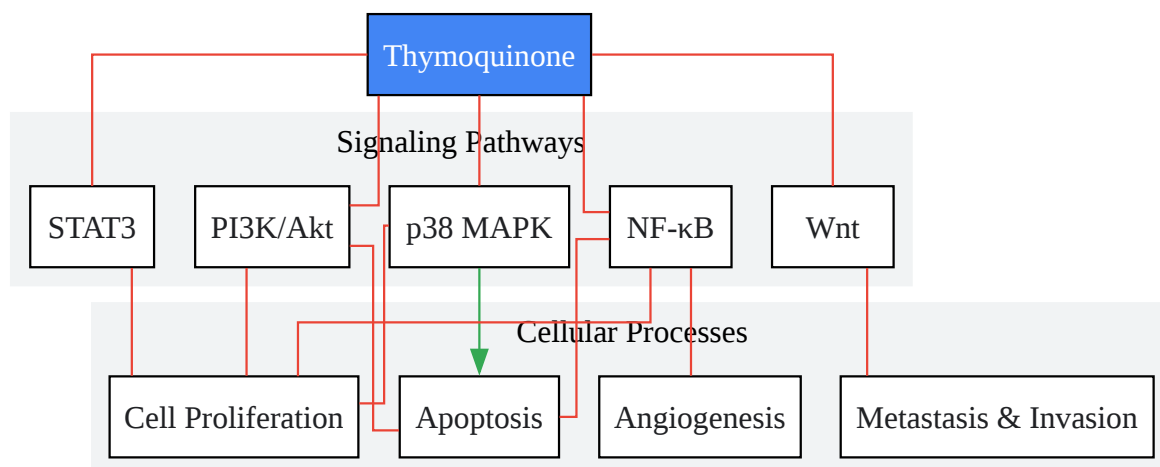 Thymoquinone
Signaling Pathways
STAT3
PI3K/Akt
p38 MAPK
NF-κB
Wnt
Cellular Processes
Cell Proliferation
Apoptosis
Angiogenesis
Metastasis & Invasion